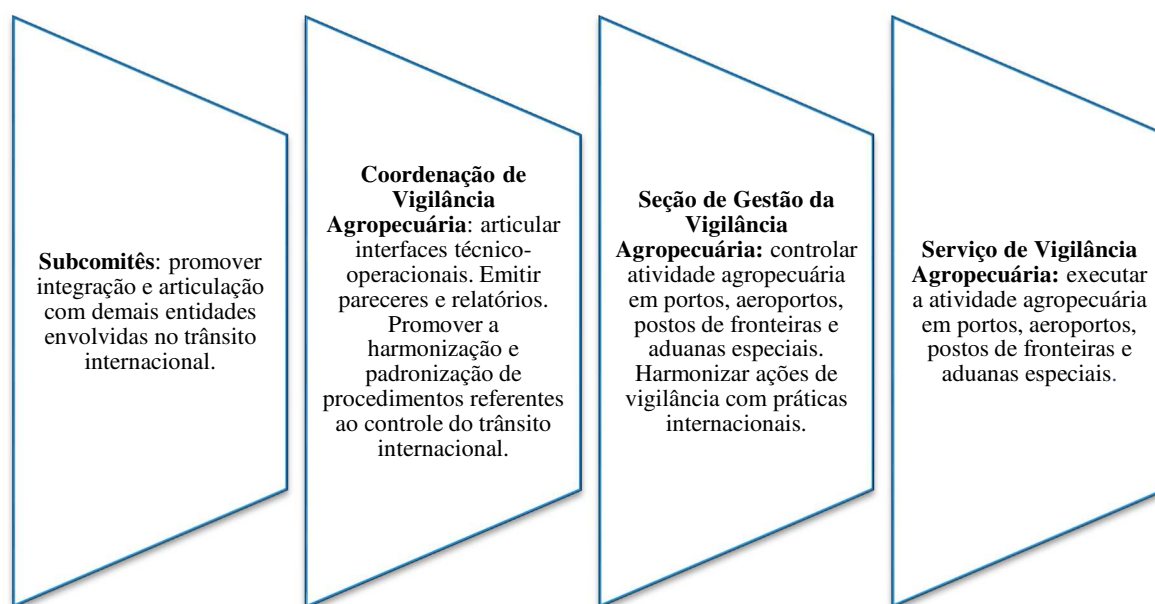 Subcomitês: promover
integração e articulação
com demais entidades
envolvidas no trânsito
internacional.
Coordenação de
Vigilância
Agropecuária: articular
interfaces técnico-
operacionais. Emitir
pareceres e relatórios.
Promover a
harmonização e
padronização de
procedimentos referentes
ao controle do trânsito
internacional.
Seção de Gestão da
Vigilância
Agropecuária: controlar
atividade agropecuária
em portos, aeroportos,
postos de fronteiras e
aduanas especiais.
Harmonizar ações de
vigilância com práticas
internacionais.
Serviço de Vigilância
Agropecuária: executar
a atividade agropecuária
em portos, aeroportos,
postos de fronteiras e
aduanas especiais.